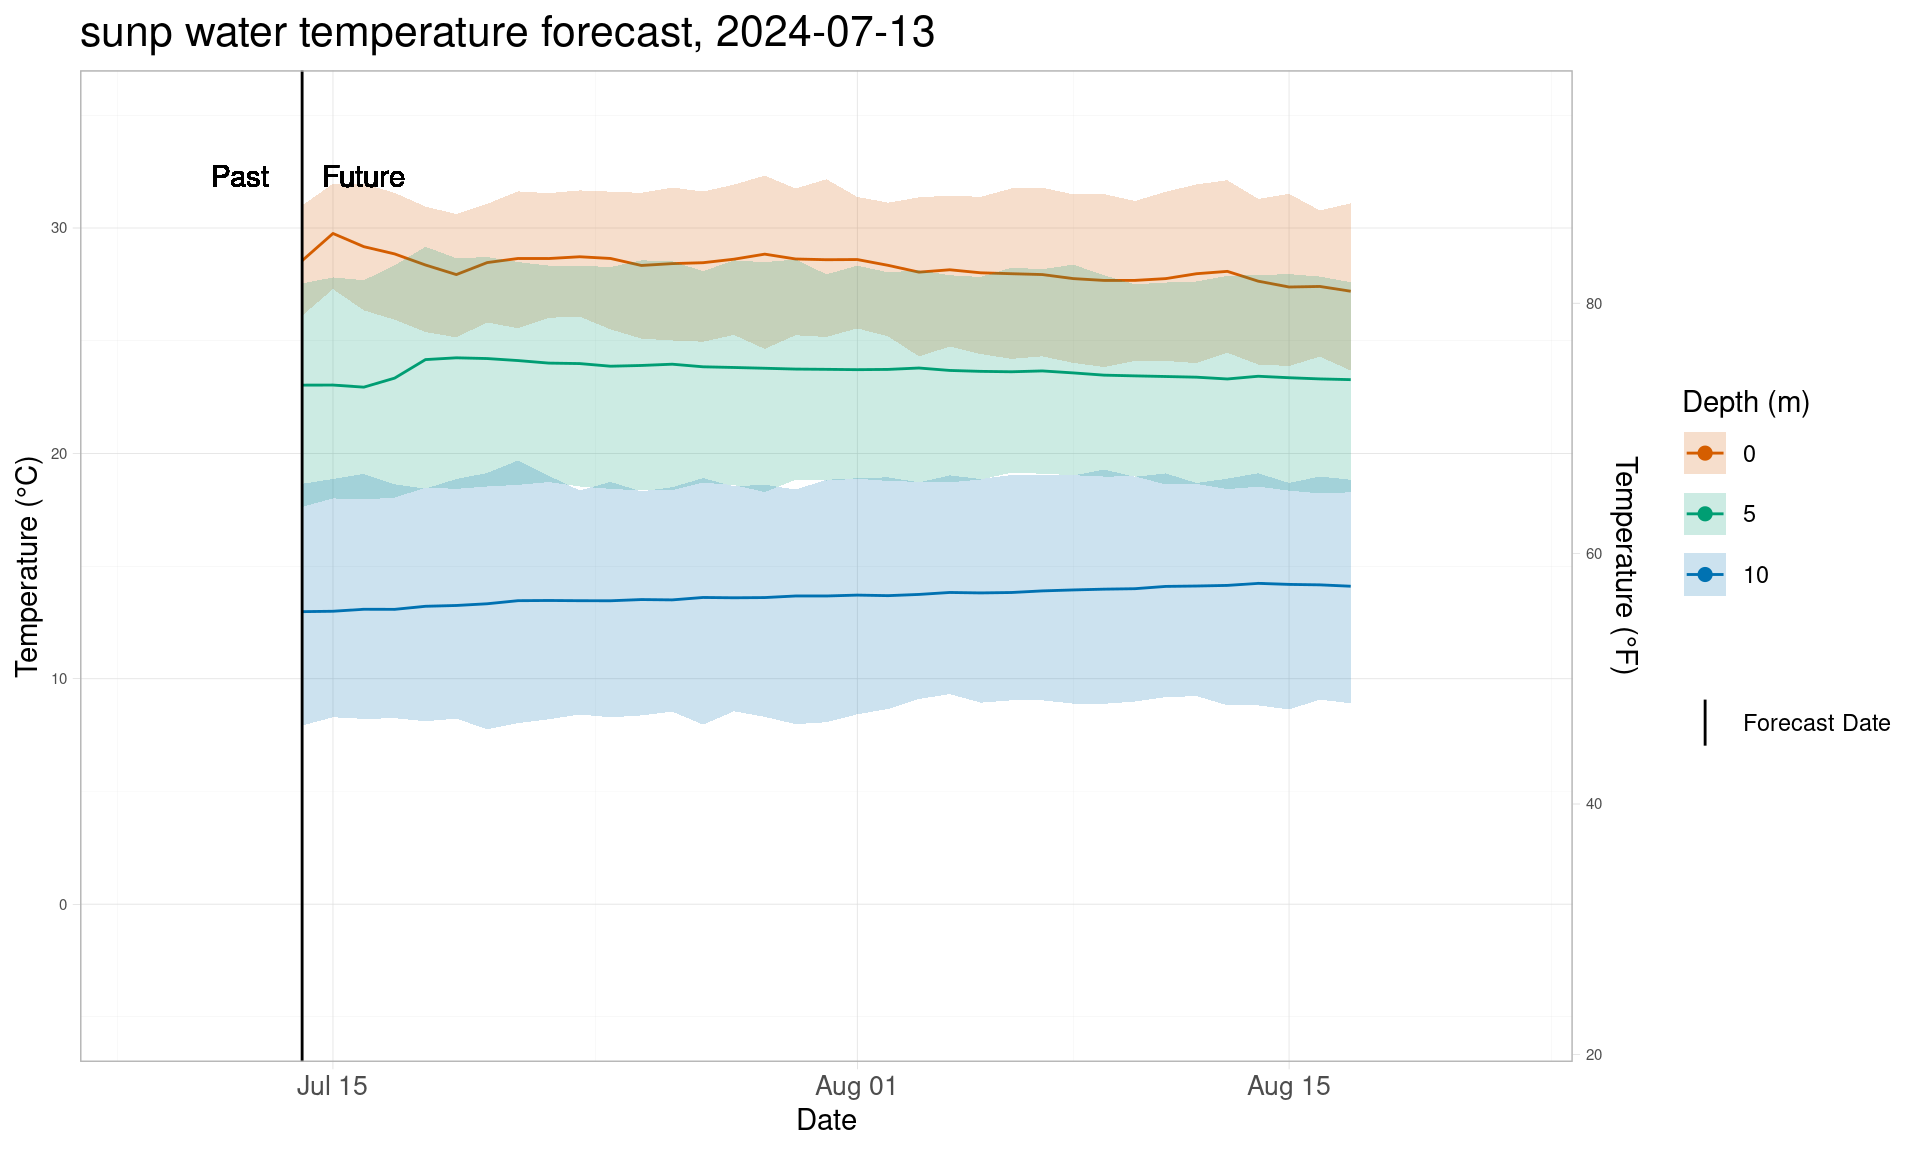 sunp water temperature forecast, 2024-07-13
Past
Future
30
20
10
0
Temperature (°C)
80
60
40
20
Temperature (°F)
Jul 15
Aug 01
Aug 15
Date
Depth (m)
0
5
10
Forecast Date